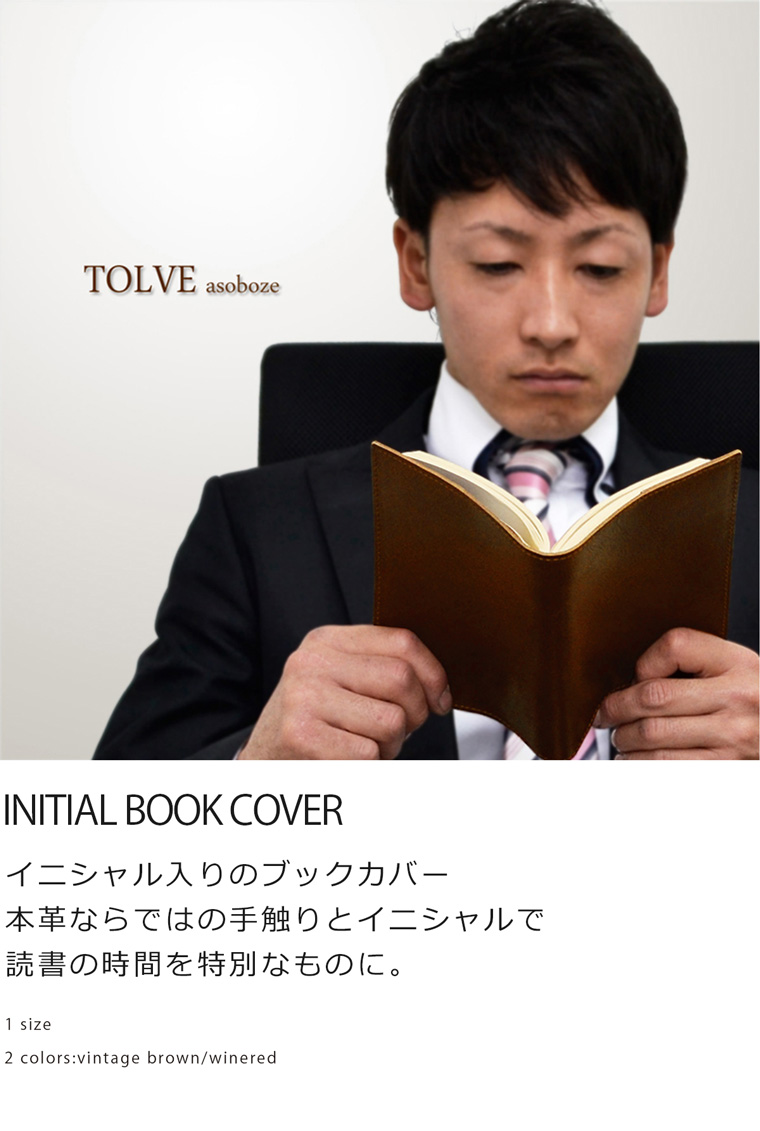 TOLVE asoboze
INITIAL BOOK COVER
イニシャル入りのブックカバー
本革ならではの手触りとイニシャルで
読書の時間を特別なものに。
1 size
2 colors:vintage brown/winered